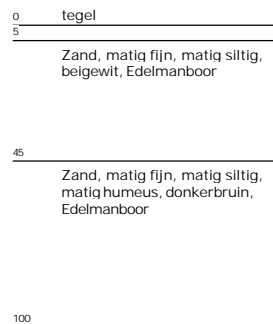 0 tegel
5
Zand, matig fijn, matig siltig,
beigewit, Edelmanboor
45
Zand, matig fijn, matig siltig,
matig humeus, donkerbruin,
Edelmanboor
100